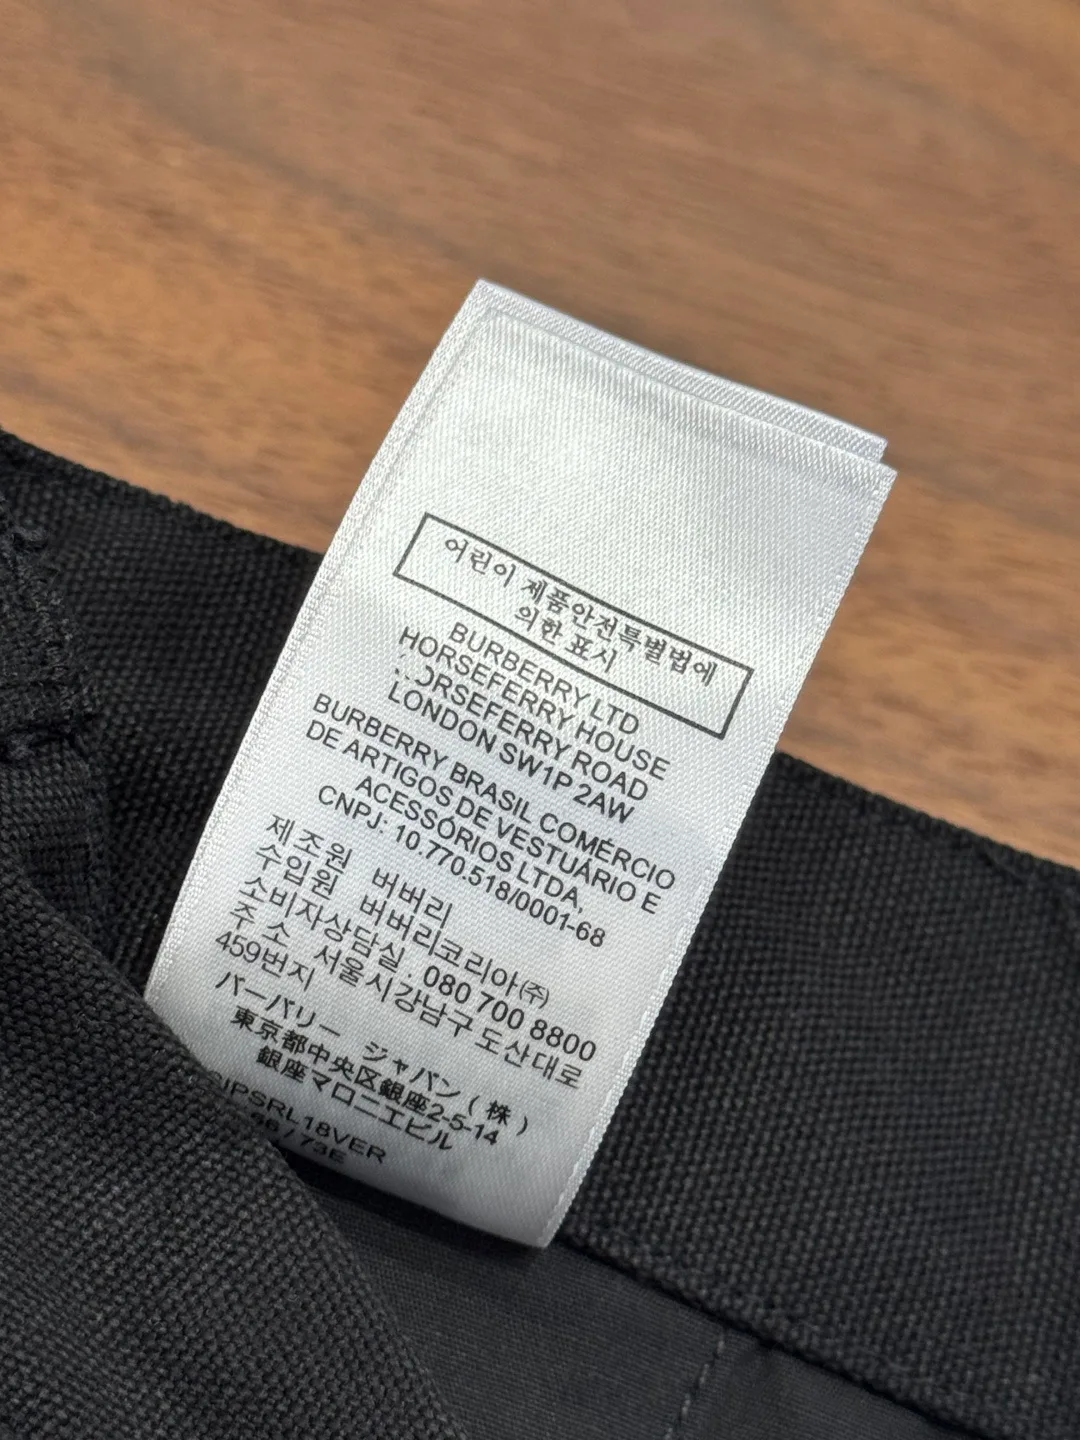 어린이 제품안전특별법에
의한 표시
BURBERRY LTD
HORSEFERRY HOUSE
ORSEFERRY ROAD
LONDON SW1P 2AW
BURBERRY BRASIL COMÉRCIO
DE ARTIGOS DE VESTUÁRIO E
ACESSÓRIOS LTDA,
CNPJ: 10.770.518/0001-68
제조원 버버리
수입원 버버리코리아(주)
소비자상담실. 080 700 8800
주 소 서울시강남구 도산대로
459번지
バーバリー ジャパン(株)
東京都中央区銀座2-5-14
銀座マロニエビル
IPSRL18VER
/ 73E